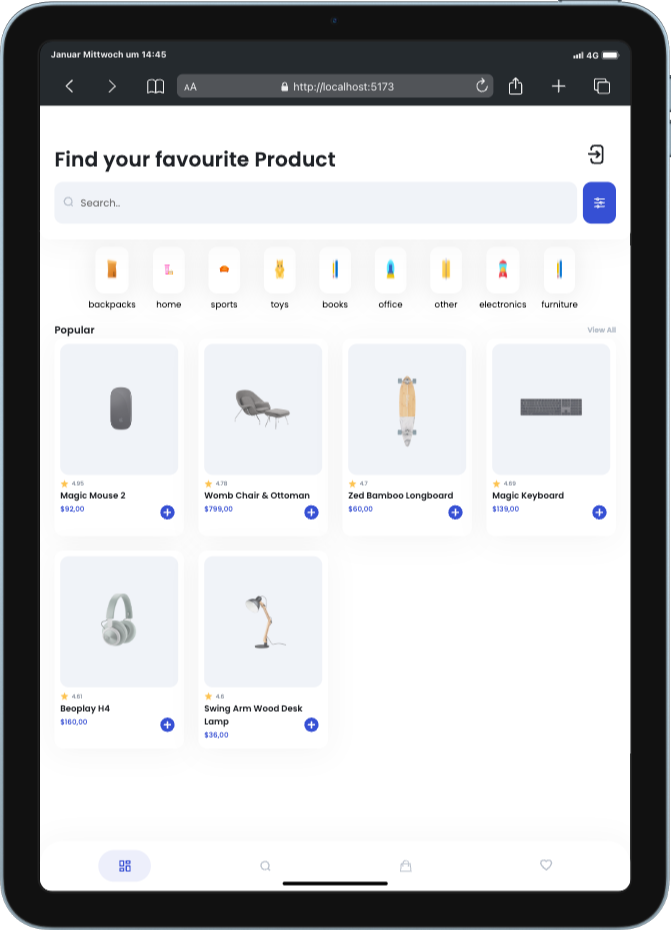 Januar Mittwoch um 14:45
4G
AA
http://localhost:5173
Find your favourite Product
Search..
backpacks home sports toys books office other electronics furniture
Popular
View All
4.95 4.78 4.7 4.69
Magic Mouse 2 Womb Chair & Ottoman Zed Bamboo Longboard Magic Keyboard
$92,00 $799,00 $60,00 $139,00
4.81 4.8
Beoplay H4 Swing Arm Wood Desk
Lamp
$160,00
$36,00